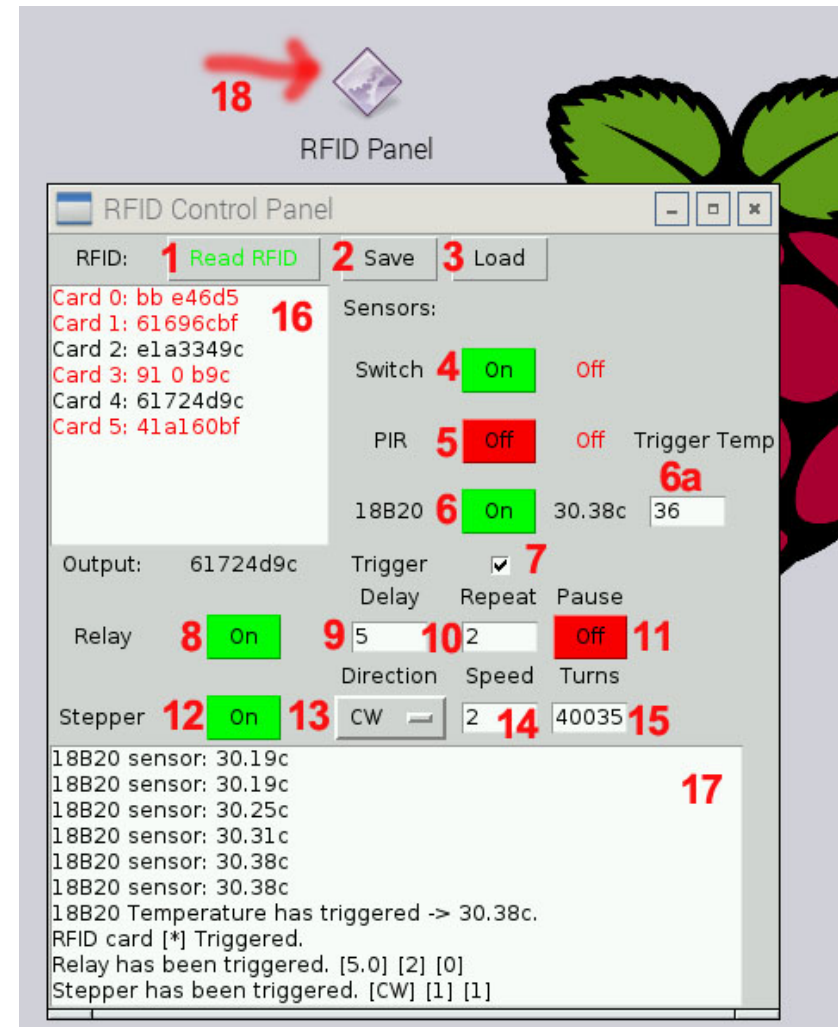 18
RFID Panel
RFID Control Panel
RFID: 1 Read RFID 2 Save 3 Load
Card 0: bb e46d5
Card 1: 61696cbf
Card 2: e1a3349c
Card 3: 91 0 b9c
Card 4: 61724d9c
Card 5: 41a160bf
16
Sensors:
Switch 4 On Off
PIR 5 Off Off Trigger Temp
6a
18B20 6 On 30.38c 36
Output: 61724d9c Trigger 7
Delay Repeat Pause
Relay 8 On 9 5 10 2 Off 11
Direction Speed Turns
Stepper 12 On 13 CW 2 14 40035 15
17
18B20 sensor: 30.19c
18B20 sensor: 30.19c
18B20 sensor: 30.25c
18B20 sensor: 30.31c
18B20 sensor: 30.38c
18B20 sensor: 30.38c
18B20 Temperature has triggered -> 30.38c.
RFID card [*] Triggered.
Relay has been triggered. [5.0] [2] [0]
Stepper has been triggered. [CW] [1] [1]